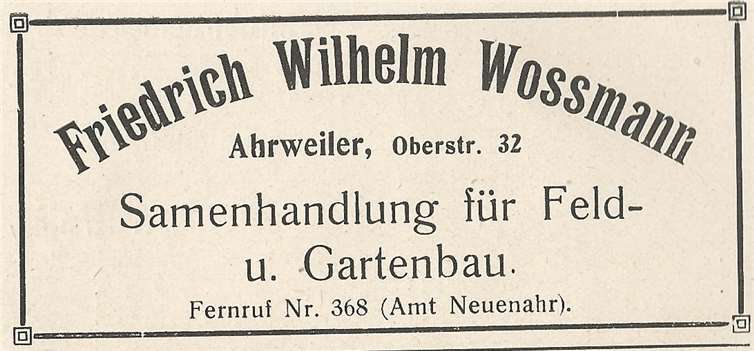 Friedrich Wilhelm Wossmann
Ahrweiler, Oberstr. 32
Samenhandlung für Feld-
u. Gartenbau.
Fernruf Nr. 368 (Amt Neuenahr).